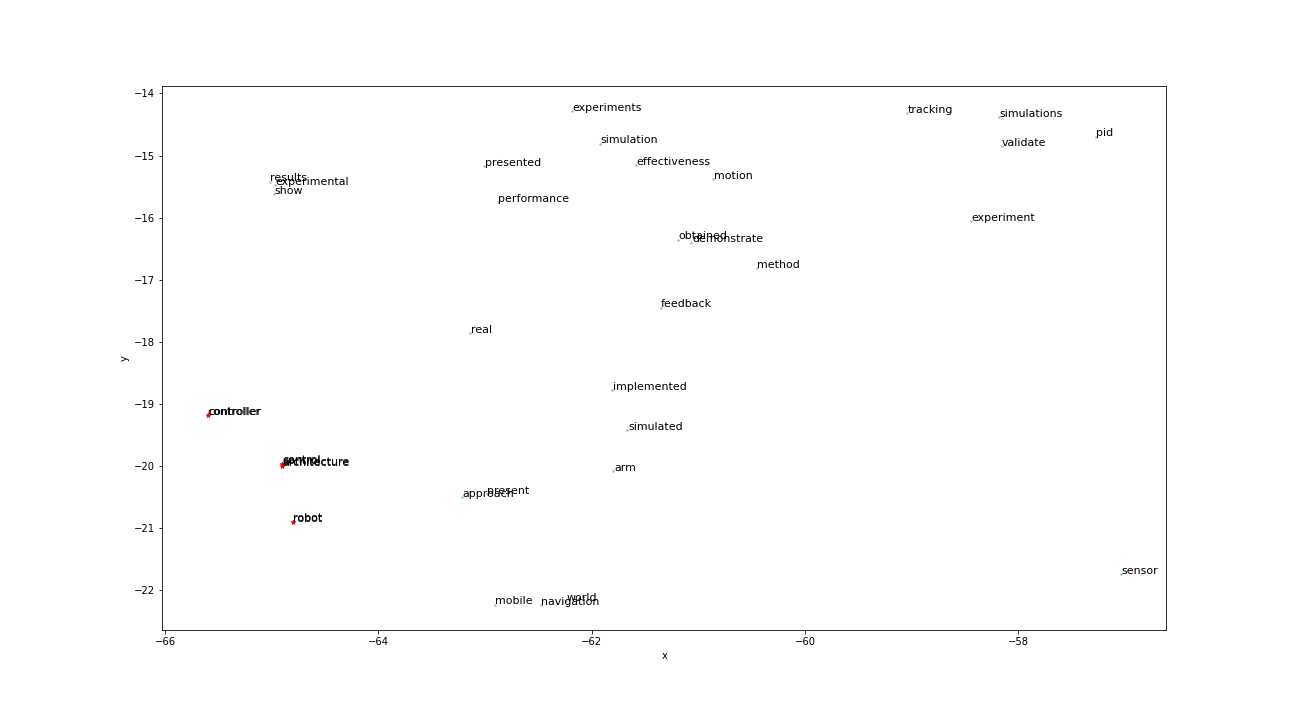 −14
experiments
tracking
simulations
pid
simulation
validate
−15
presented
effectiveness
motion
results
experimental
show
performance
−16
experiment
obtained
demonstrate
method
−17
feedback
real
−18
y
implemented
−19
controller
simulated
control
architecture
−20
arm
approach
present
robot
−21
sensor
−22
mobile
navigation
world
−66
−64
−62
−60
−58
x